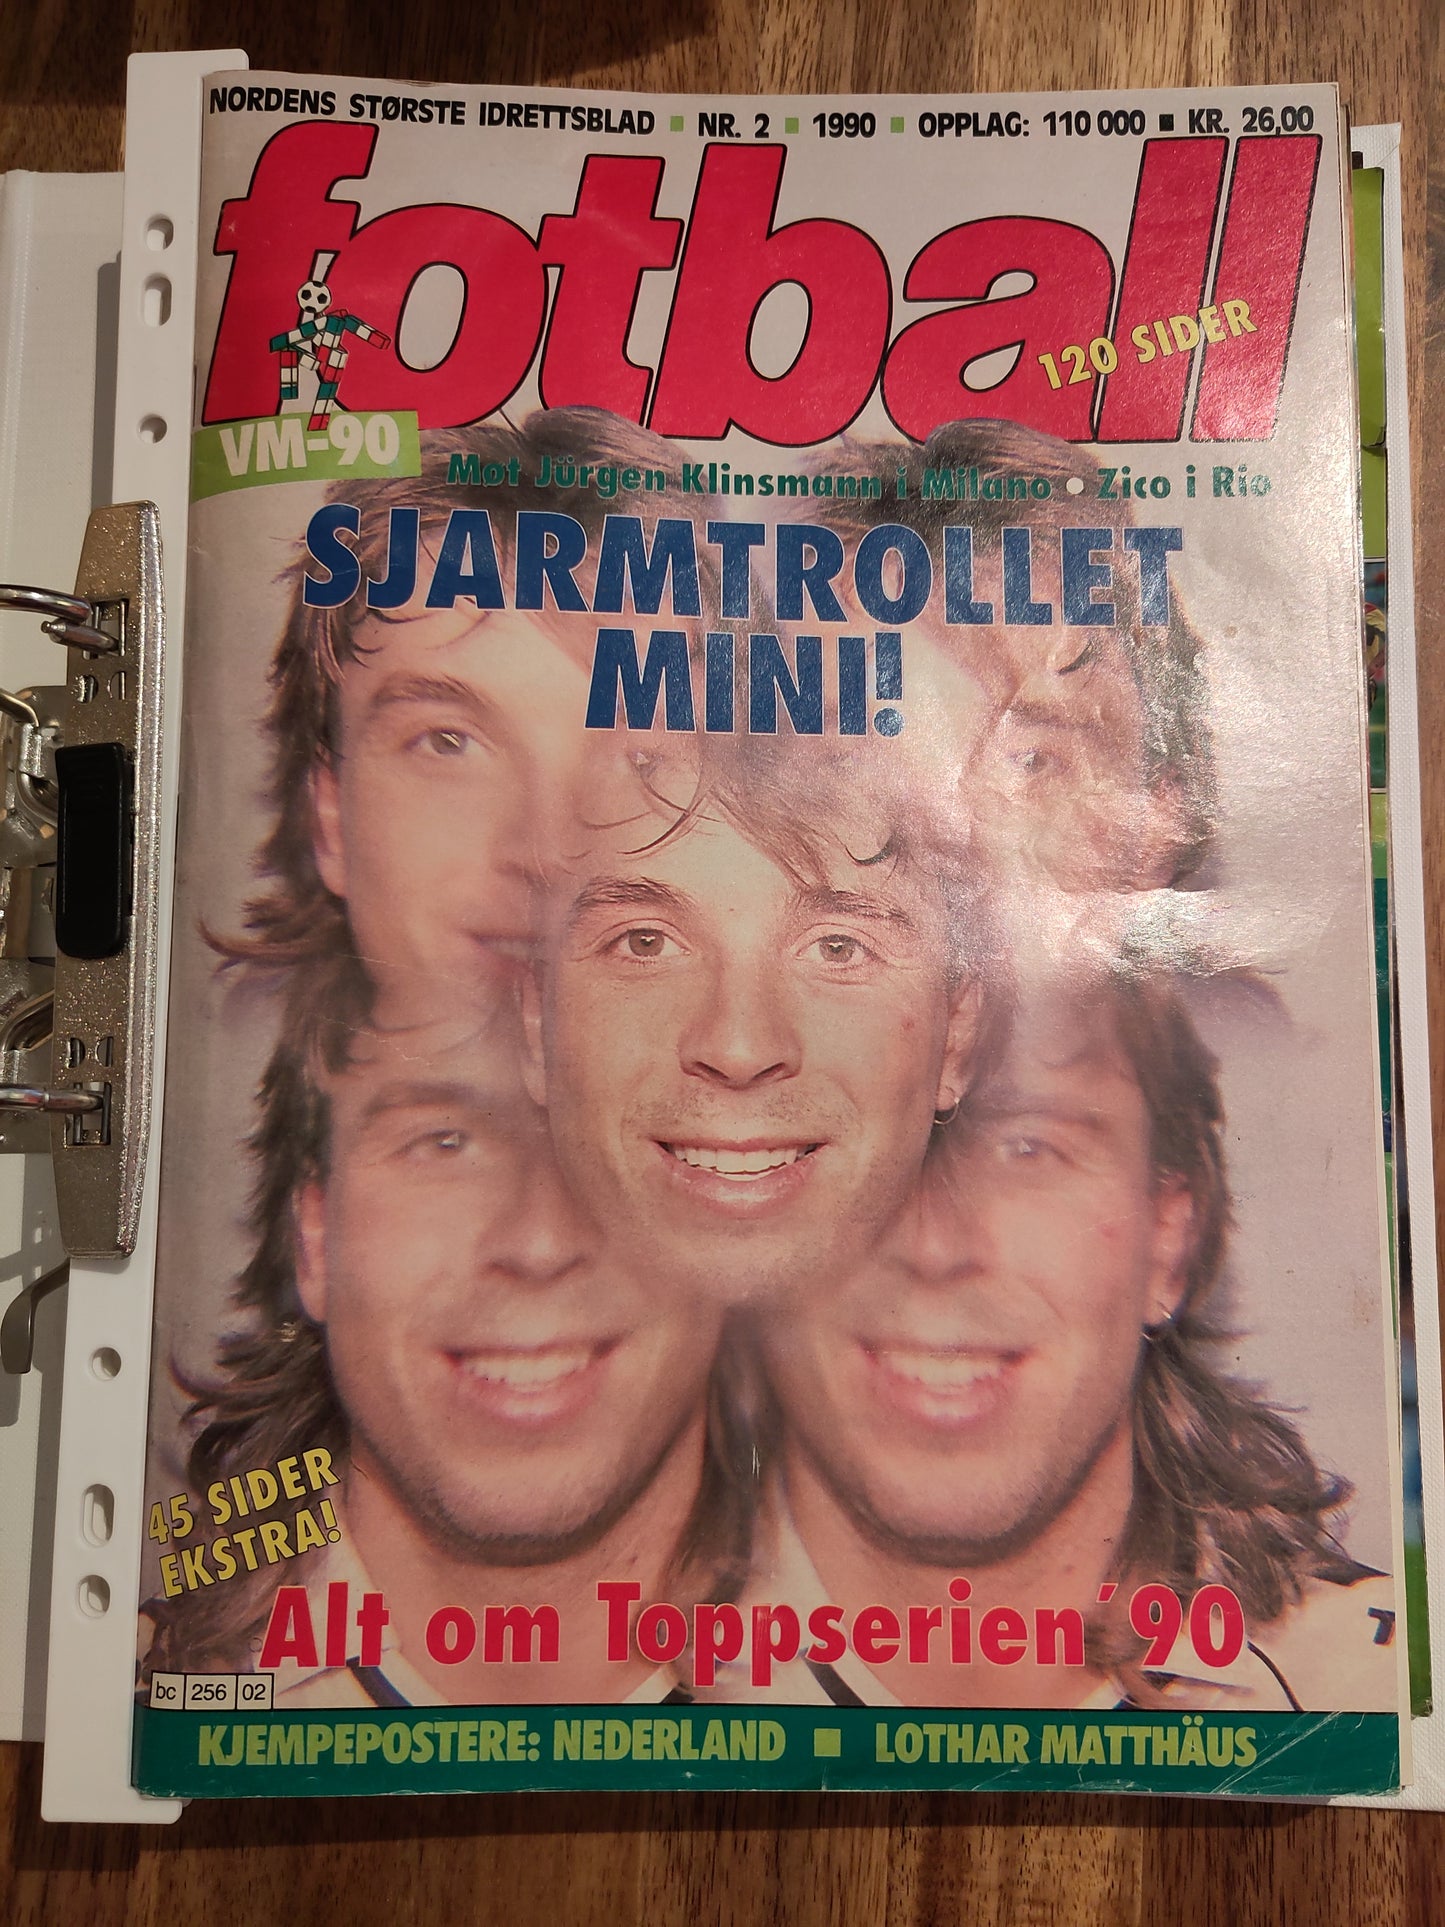 NORDENS STØRSTE IDRETTSBLAD ▪ NR. 2 ▪ 1990 ▪ OPPLAG: 110 000 ▪ KR. 26,00
fotball
120 SIDER
VM-90
Møt Jürgen Klinsmann i Milano • Zico i Rio
SJARMTROLLET
MINI!
45 SIDER
EKSTRA!
Alt om Toppserien '90
bc 256 02
KJEMPEPOSTERE: NEDERLAND ▪ LOTHAR MATTHÄUS